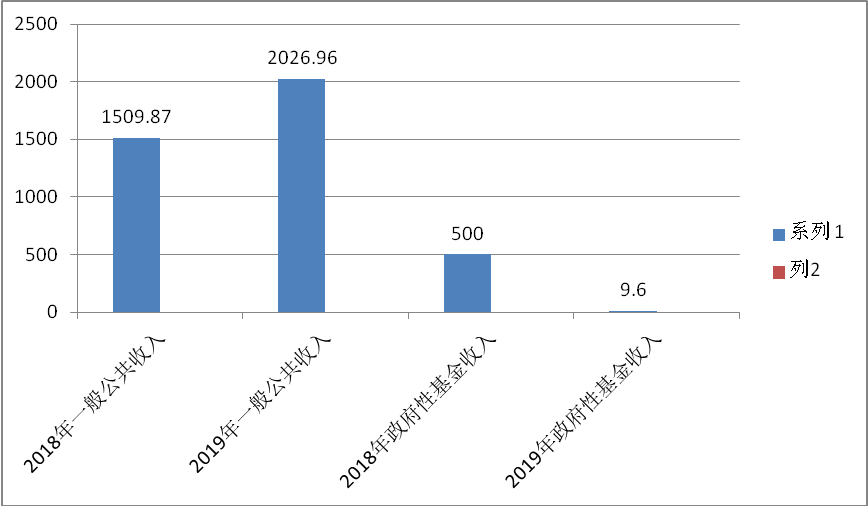 2500
2000
1500
1000
500
0
1509.87
2026.96
500
9.6
2018年一般公共收入
2019年一般公共收入
2018年政府性基金收入
2019年政府性基金收入
系列1
列2